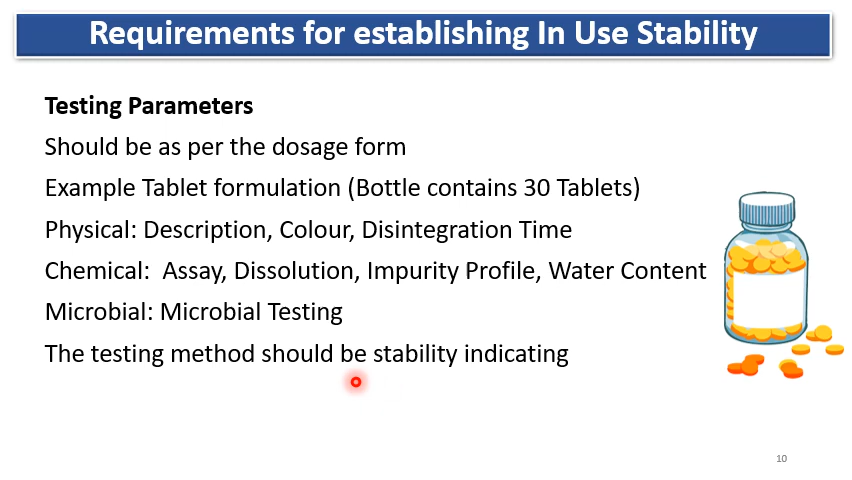 Requirements for establishing In Use Stability
Testing Parameters
Should be as per the dosage form
Example Tablet formulation (Bottle contains 30 Tablets)
Physical: Description, Colour, Disintegration Time
Chemical:  Assay, Dissolution, Impurity Profile, Water Content
Microbial: Microbial Testing
The testing method should be stability indicating
10